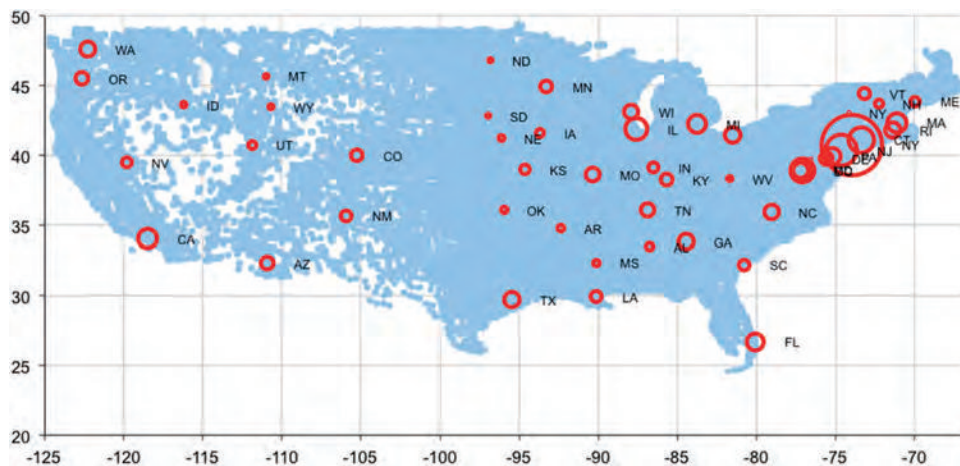 50
WA
ND
OR
MT
MN
VT
ME
45
ID
WY
SD
WI
NY
NH
MA
IA
IL
MI
RI
UT
NE
CT
NY
40
NV
CO
NJ
PA
DE
KS
MO
IN
KY
WV
NM
OK
TN
NC
35
CA
AR
AL
GA
AZ
MS
SC
30
TX
LA
FL
25
20
-125 -120 -115 -110 -105 -100 -95 -90 -85 -80 -75 -70